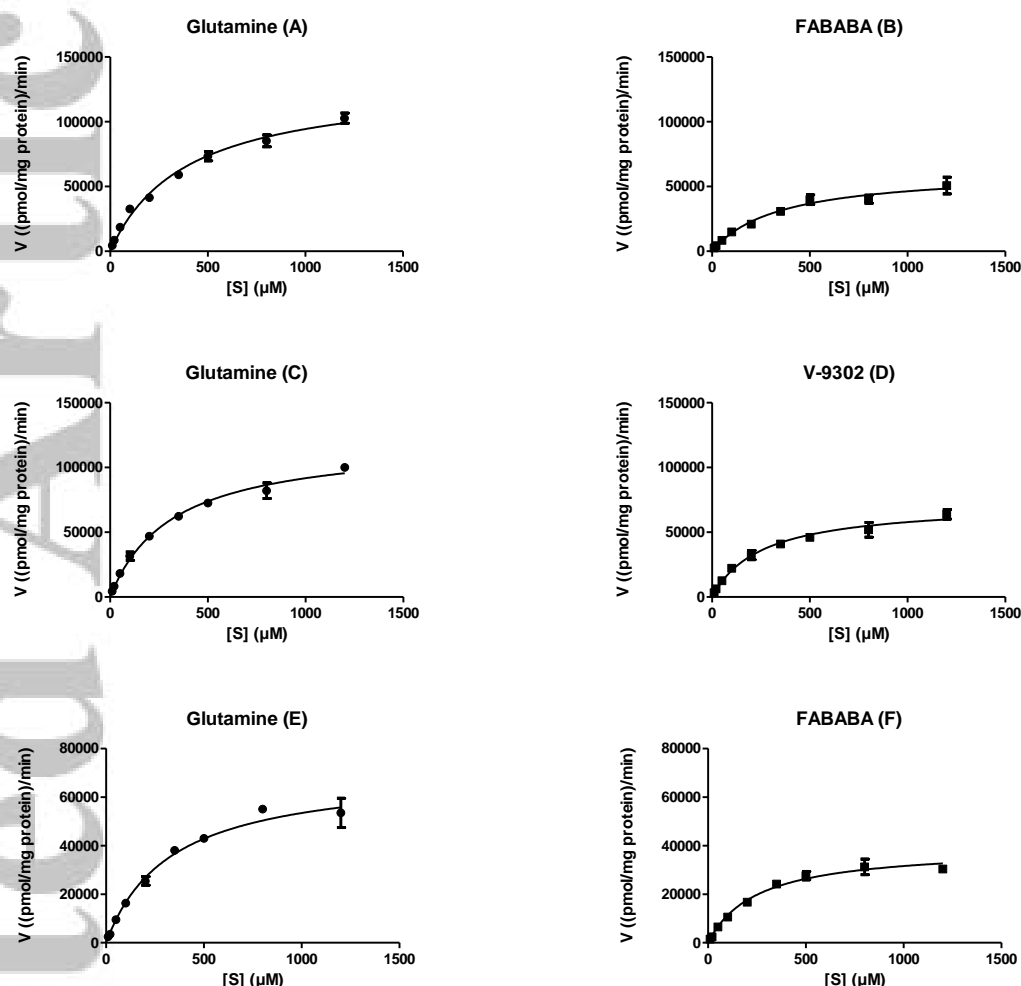 Glutamine (A)
V ((pmol/mg protein)/min)
150000
100000
50000
0
0 500 1000 1500
[S] (µM)
FABABA (B)
V ((pmol/mg protein)/min)
150000
100000
50000
0
0 500 1000 1500
[S] (µM)
Glutamine (C)
V ((pmol/mg protein)/min)
150000
100000
50000
0
0 500 1000 1500
[S] (µM)
V-9302 (D)
V ((pmol/mg protein)/min)
150000
100000
50000
0
0 500 1000 1500
[S] (µM)
Glutamine (E)
V ((pmol/mg protein)/min)
80000
60000
40000
20000
0
0 500 1000 1500
[S] (µM)
FABABA (F)
V ((pmol/mg protein)/min)
80000
60000
40000
20000
0
0 500 1000 1500
[S] (µM)